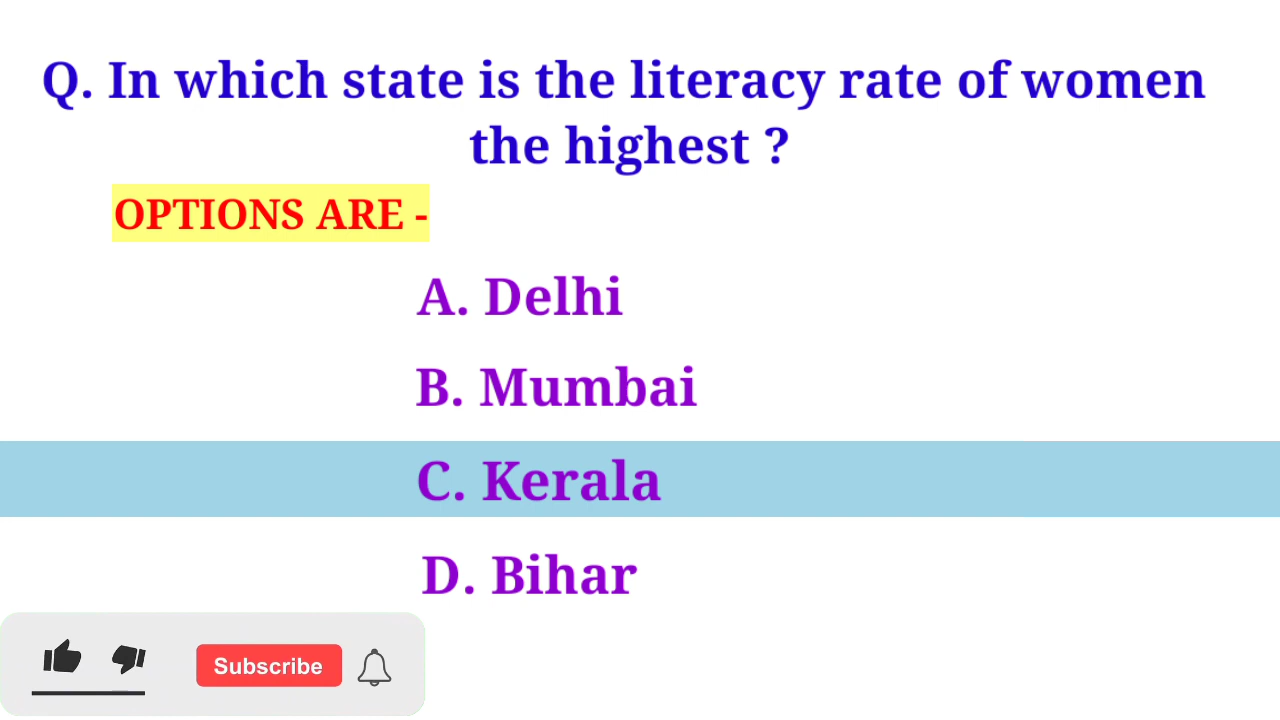 Q. In which state is the literacy rate of women
the highest ?
OPTIONS ARE -
A. Delhi
B. Mumbai
C. Kerala
D. Bihar
Subscribe